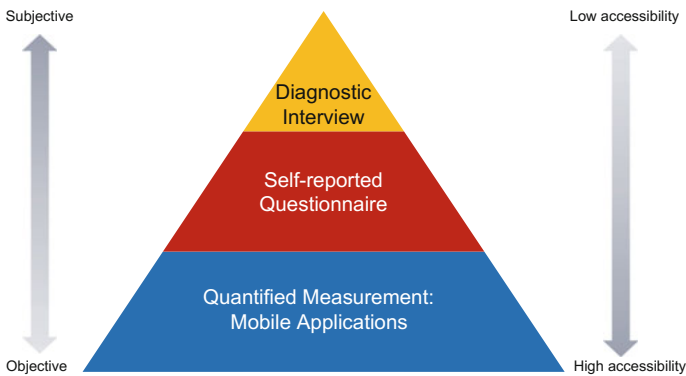 Subjective
Low accessibility
Diagnostic
Interview
Self-reported
Questionnaire
Quantified Measurement:
Mobile Applications
Objective
High accessibility